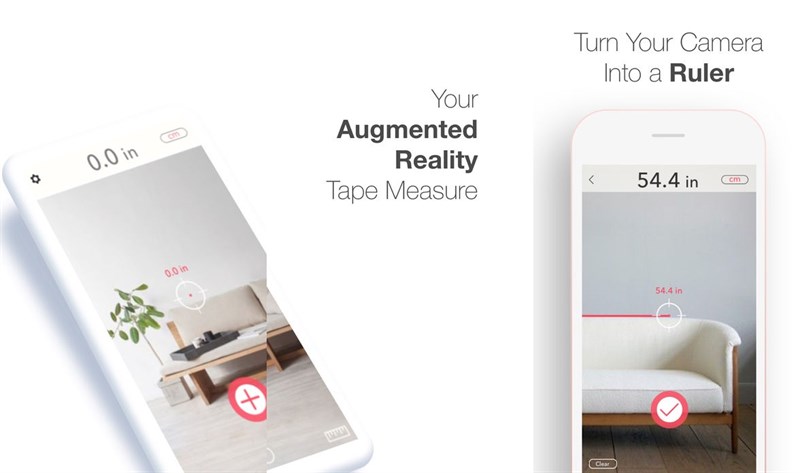 Your
Augmented
Reality
Tape Measure
0.0 in
cm
0.0 in
Turn Your Camera
Into a Ruler
54.4 in
cm
54.4 in
Clear